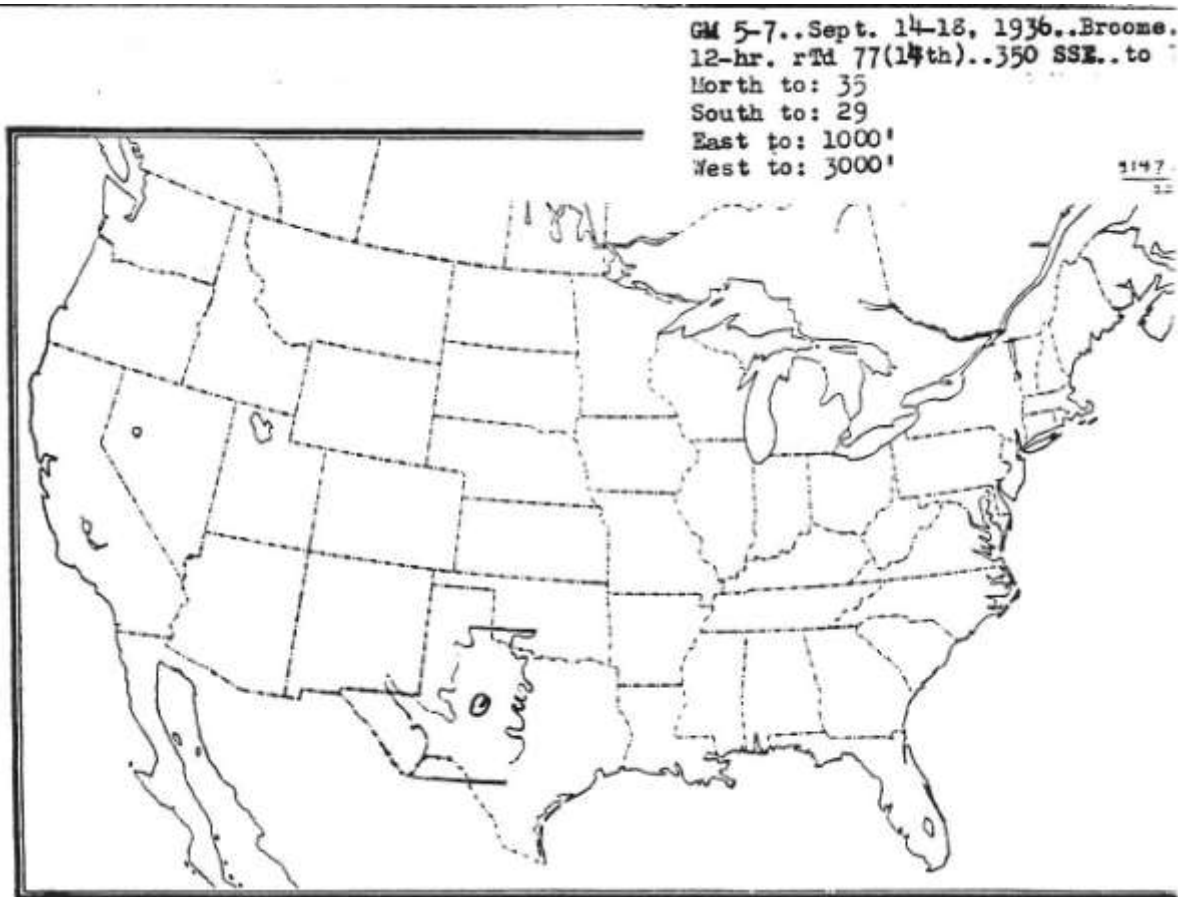 GM 5-7..Sept. 14-18, 1936..Broome.
12-hr. rTd 77(14th)..350 SSE..to
North to: 35
South to: 29
East to: 1000'
West to: 3000'